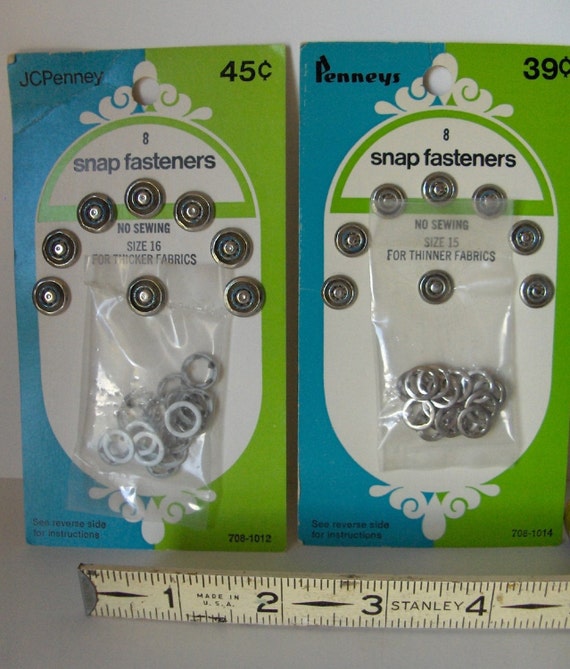 JCPenney
45¢
8
snap fasteners
NO SEWING
SIZE 16
FOR THICKER FABRICS
See reverse side
for instructions
708-1012
Penneys
39¢
8
snap fasteners
NO SEWING
SIZE 15
FOR THINNER FABRICS
See reverse side
for instructions
708-1014
1 MADE IN U.S.A. 2 3 STANLEY 4